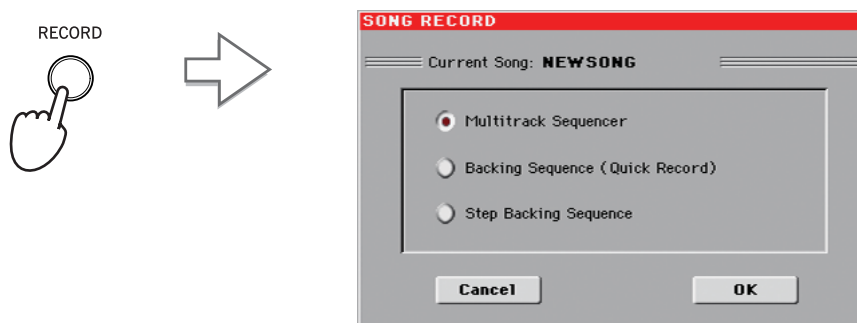 RECORD
SONG RECORD
Current Song: NEWSONG
Multitrack Sequencer
Backing Sequence (Quick Record)
Step Backing Sequence
Cancel
OK